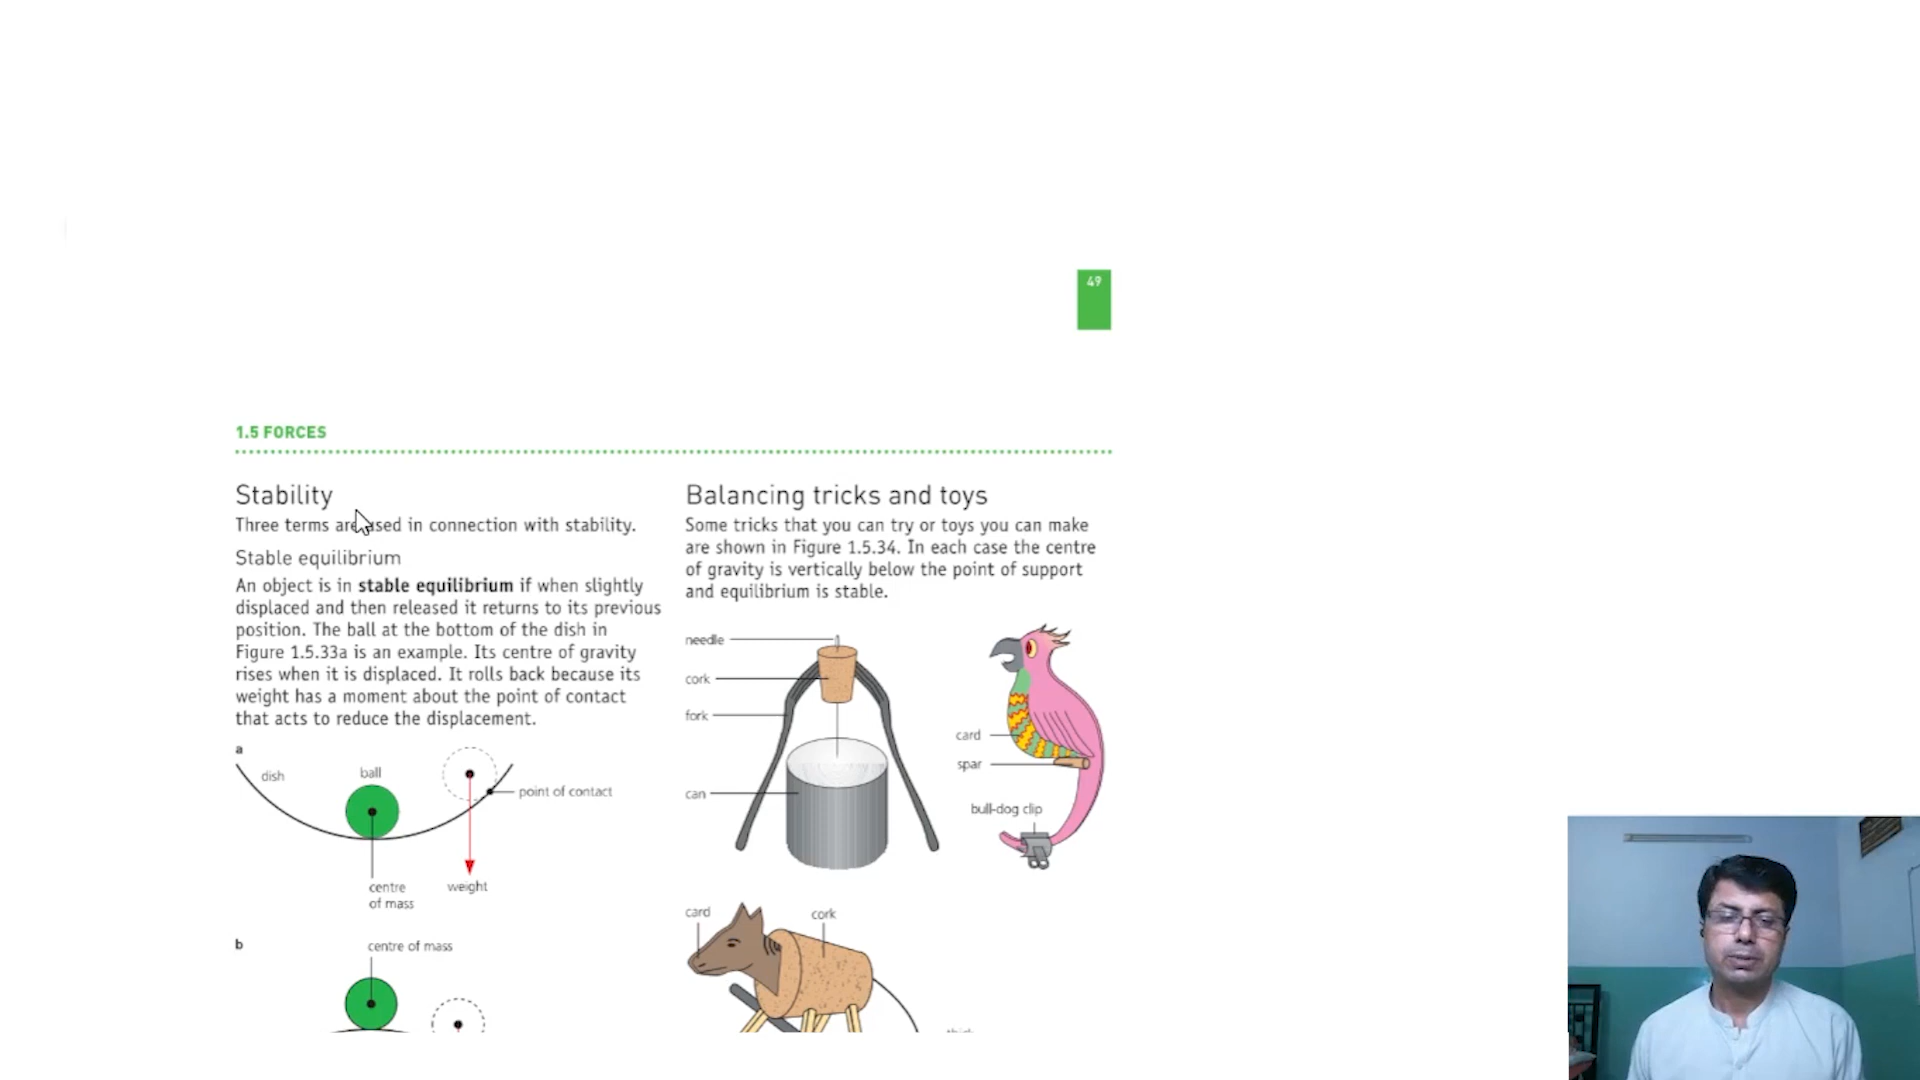 49
1.5 FORCES
Stability
Three terms are used in connection with stability.
Stable equilibrium
An object is in stable equilibrium if when slightly
displaced and then released it returns to its previous
position. The ball at the bottom of the dish in
Figure 1.5.33a is an example. Its centre of gravity
rises when it is displaced. It rolls back because its
weight has a moment about the point of contact
that acts to reduce the displacement.
a
dish
ball
point of contact
centre
of mass
weight
b
centre of mass
Balancing tricks and toys
Some tricks that you can try or toys you can make
are shown in Figure 1.5.34. In each case the centre
of gravity is vertically below the point of support
and equilibrium is stable.
needle
cork
fork
can
card
spar
bull-dog clip
card
cork